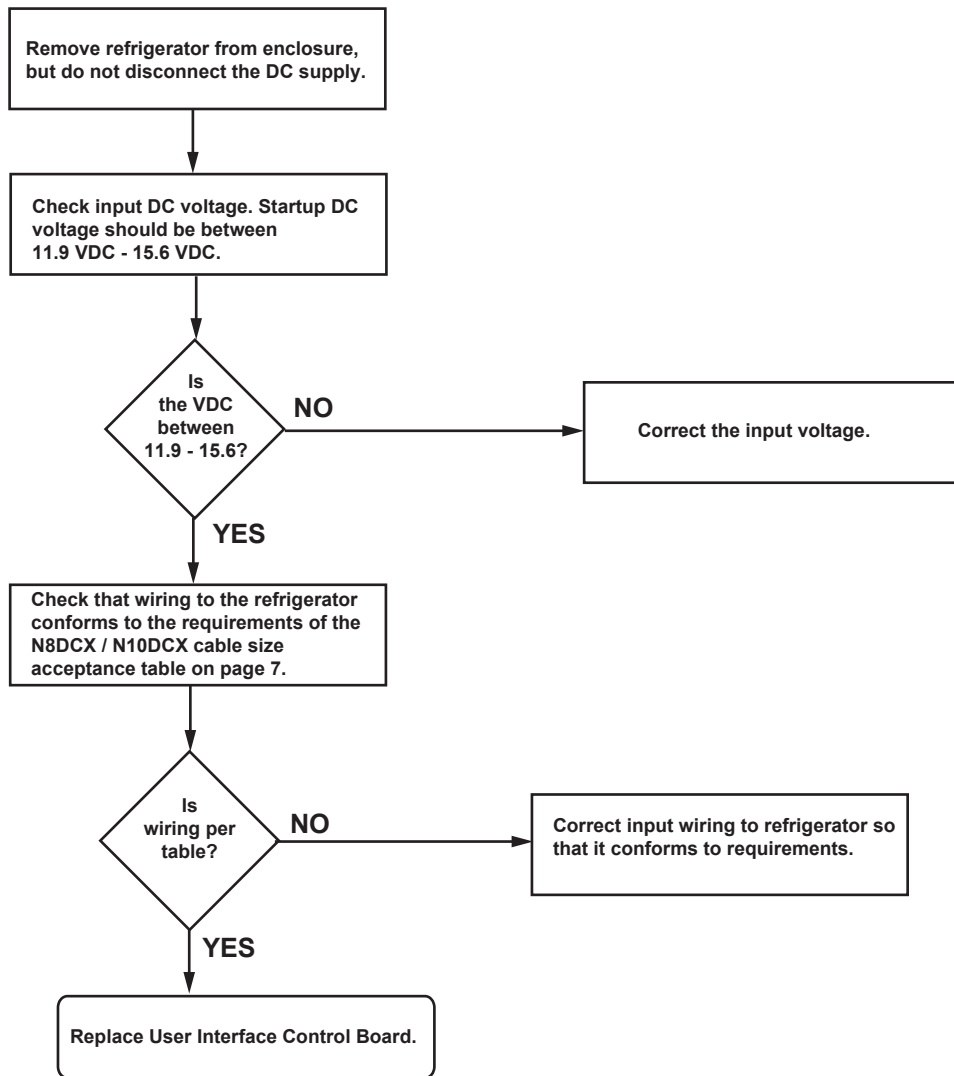 Remove refrigerator from enclosure,
but do not disconnect the DC supply.
Check input DC voltage. Startup DC
voltage should be between
11.9 VDC - 15.6 VDC.
Is
the VDC
between
11.9 - 15.6?
NO
Correct the input voltage.
YES
Check that wiring to the refrigerator
conforms to the requirements of the
N8DCX / N10DCX cable size
acceptance table on page 7.
Is
wiring per
table?
NO
Correct input wiring to refrigerator so
that it conforms to requirements.
YES
Replace User Interface Control Board.